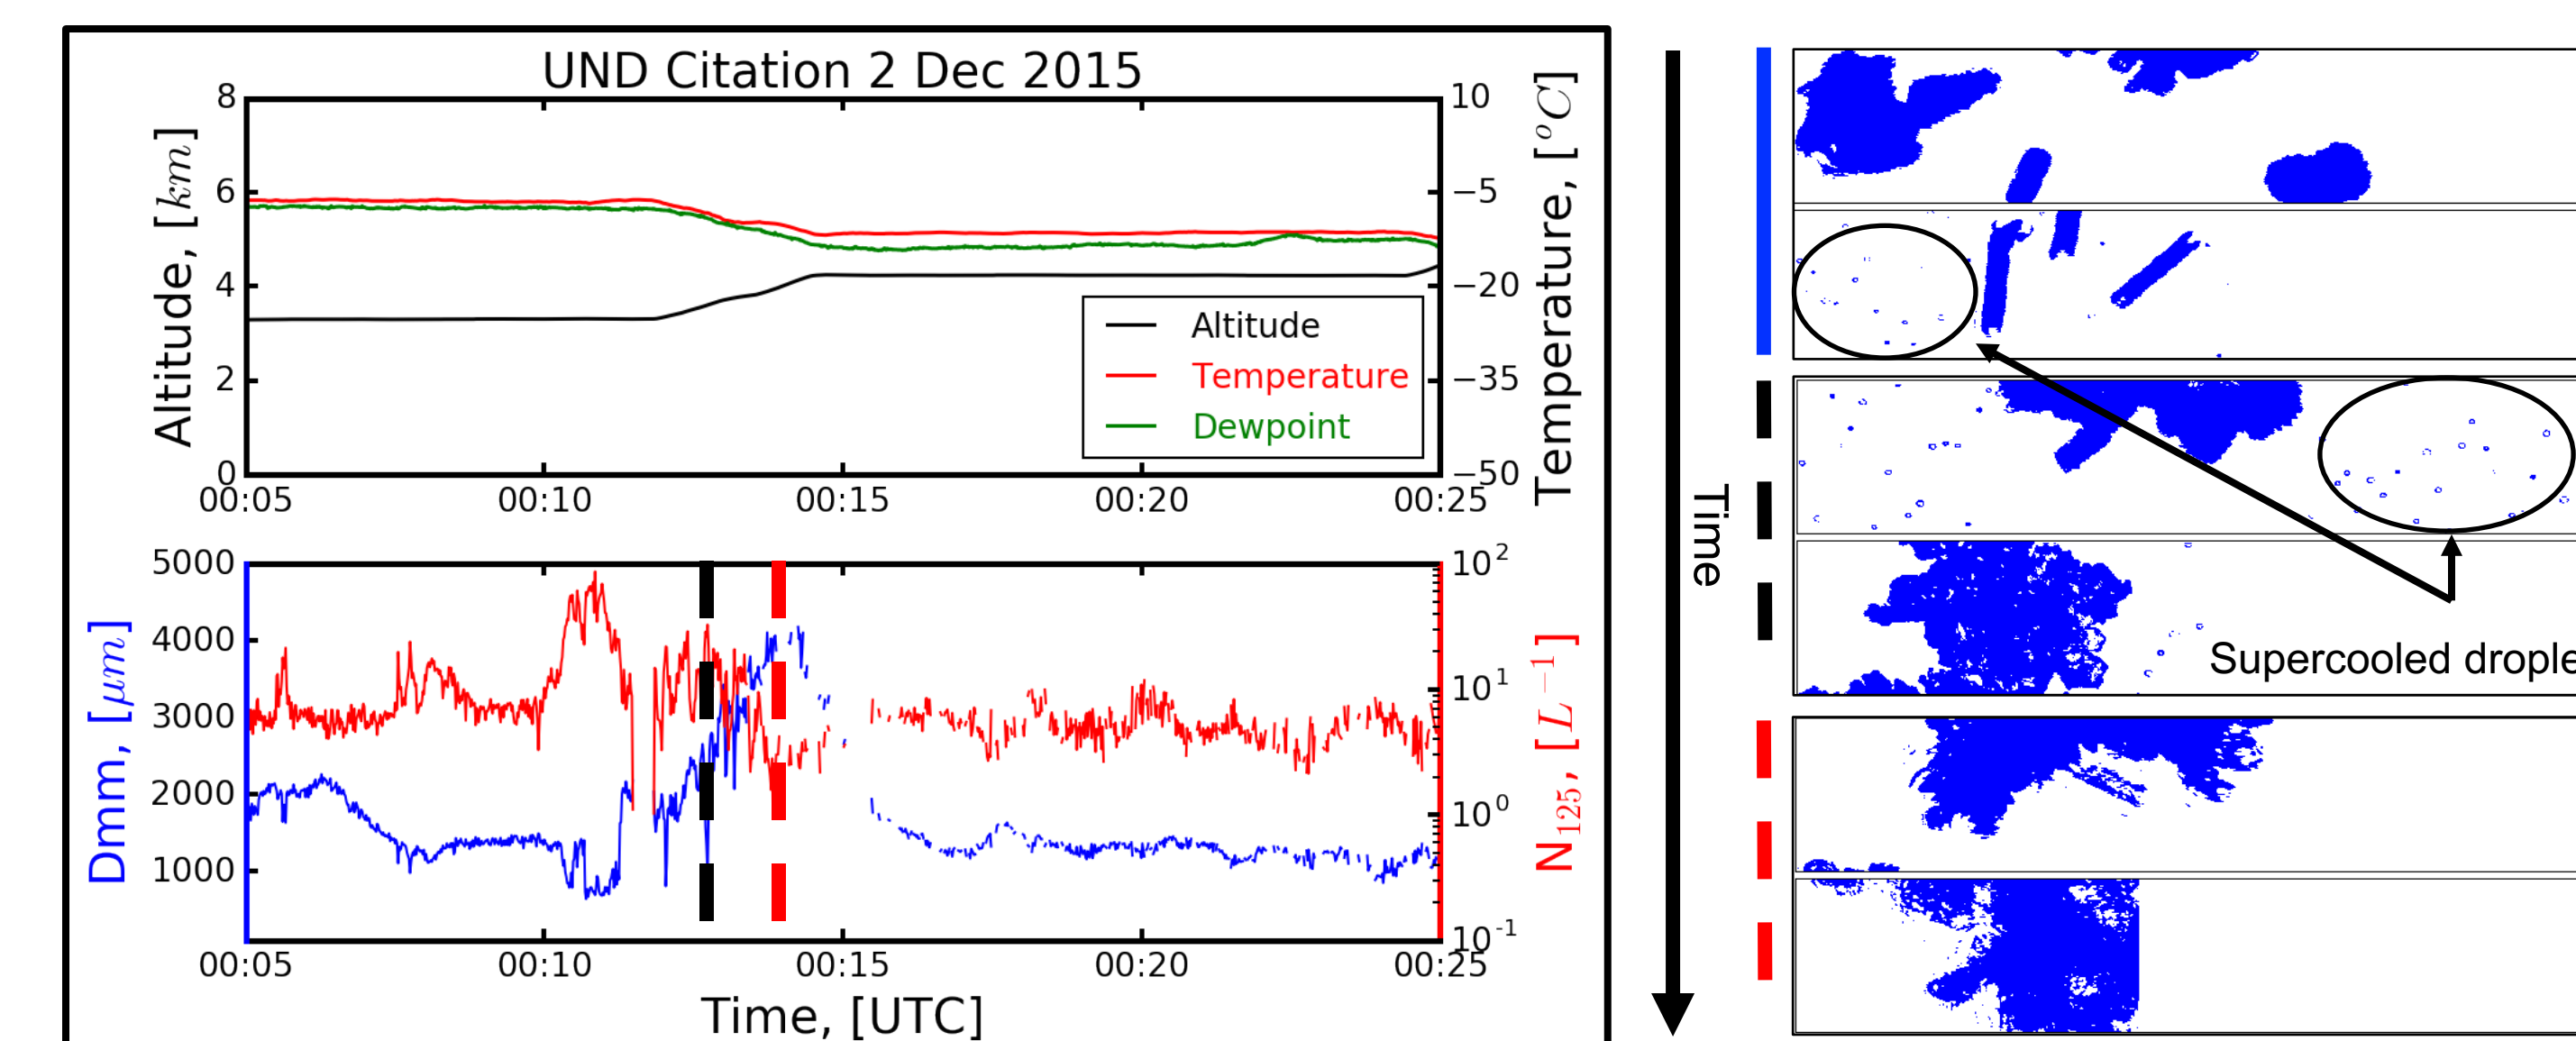 UND Citation 2 Dec 2015
Altitude, [km]
8
6
4
2
0
10
−5
−20
−35
−50
Temperature, [°C]
Altitude
Temperature
Dewpoint
00:05 00:10 00:15 00:20 00:25
Dmm, [μm]
5000
4000
3000
2000
1000
10²
10¹
10⁰
10⁻¹
N₁₂₅, [L⁻¹]
00:05 00:10 00:15 00:20 00:25
Time, [UTC]
Time
Supercooled drople